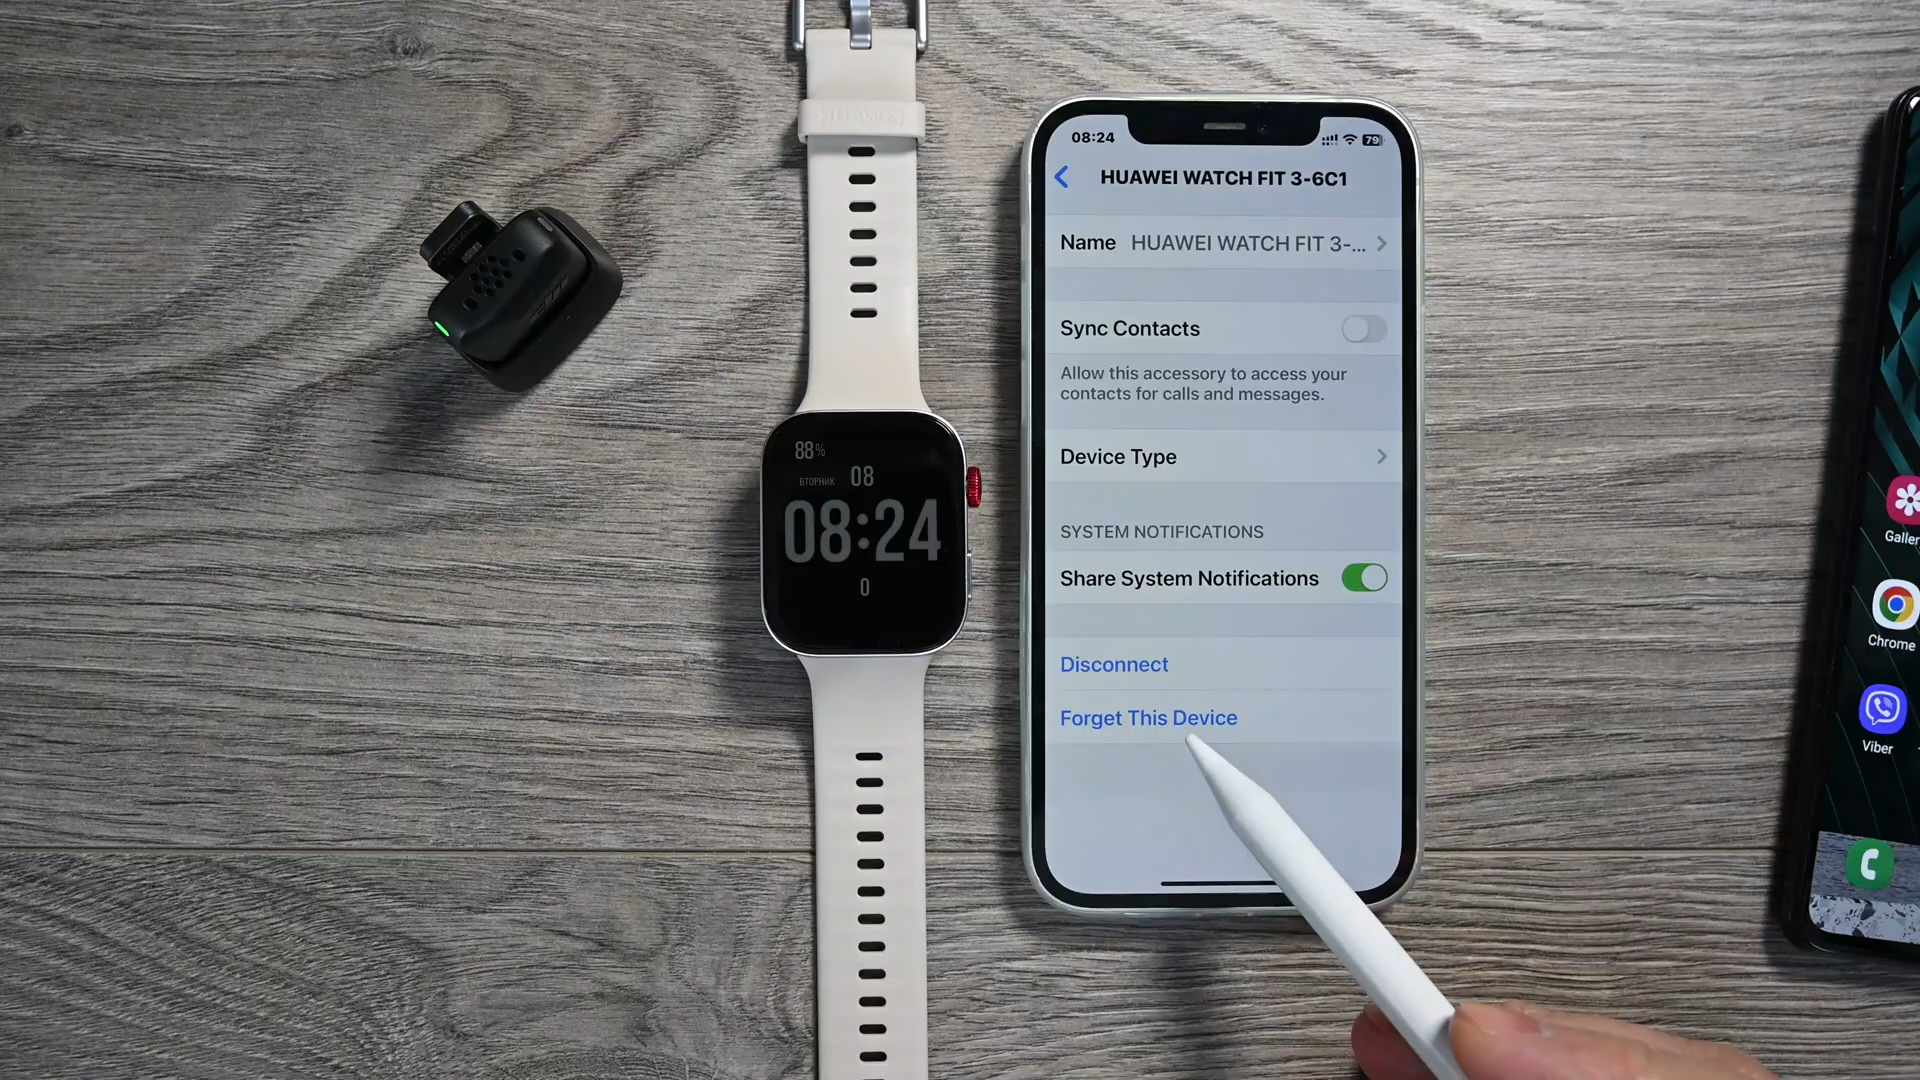 HUAWEI
88%
ВТОРНИК 08
08:24
0
08:24
79
HUAWEI WATCH FIT 3-6C1
Name HUAWEI WATCH FIT 3-...
Sync Contacts
Allow this accessory to access your
contacts for calls and messages.
Device Type
SYSTEM NOTIFICATIONS
Share System Notifications
Disconnect
Forget This Device
Galler
Chrome
Viber